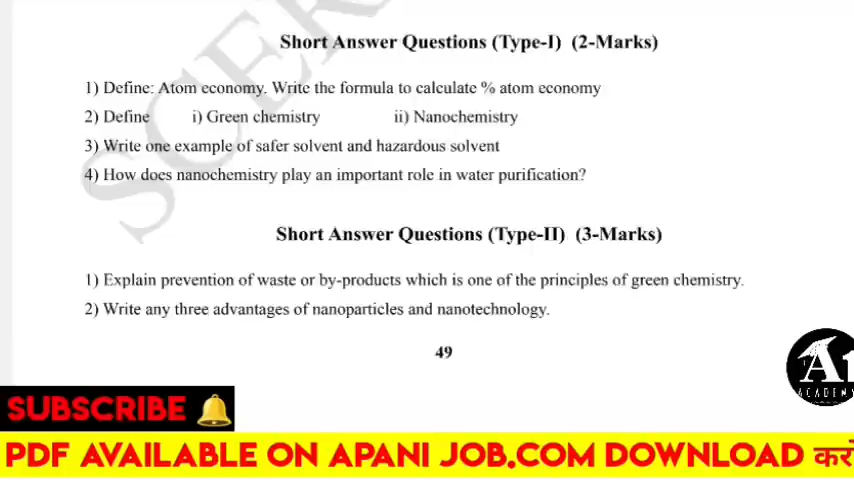 Short Answer Questions (Type-I) (2-Marks)
1) Define: Atom economy. Write the formula to calculate % atom economy
2) Define i) Green chemistry ii) Nanochemistry
3) Write one example of safer solvent and hazardous solvent
4) How does nanochemistry play an important role in water purification?
Short Answer Questions (Type-II) (3-Marks)
1) Explain prevention of waste or by-products which is one of the principles of green chemistry.
2) Write any three advantages of nanoparticles and nanotechnology.
49
A1
ACADEMY
SUBSCRIBE
PDF AVAILABLE ON APANI JOB.COM DOWNLOAD करो